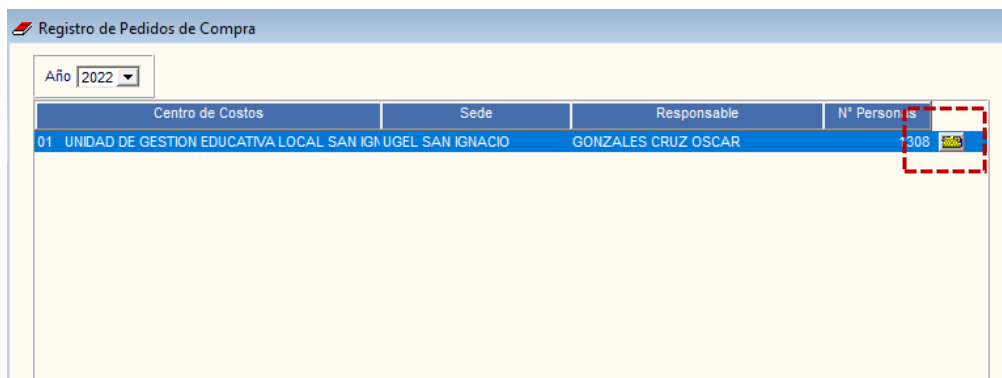 Registro de Pedidos de Compra
Año 2022
Centro de Costos Sede Responsable N° Personas
01 UNIDAD DE GESTION EDUCATIVA LOCAL SAN IGN UGEL SAN IGNACIO GONZALES CRUZ OSCAR 1308